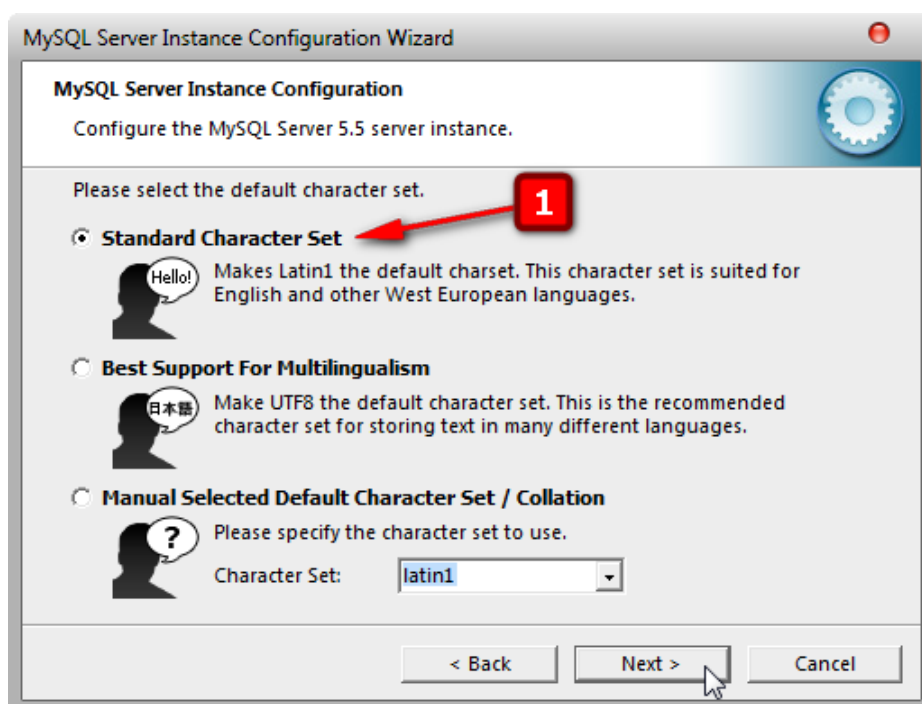 MySQL Server Instance Configuration Wizard
MySQL Server Instance Configuration
Configure the MySQL Server 5.5 server instance.
Please select the default character set.
1
Standard Character Set
Hello!
Makes Latin1 the default charset. This character set is suited for
English and other West European languages.
Best Support For Multilingualism
日本語
Make UTF8 the default character set. This is the recommended
character set for storing text in many different languages.
Manual Selected Default Character Set / Collation
?
Please specify the character set to use.
Character Set: latin1
< Back Next > Cancel